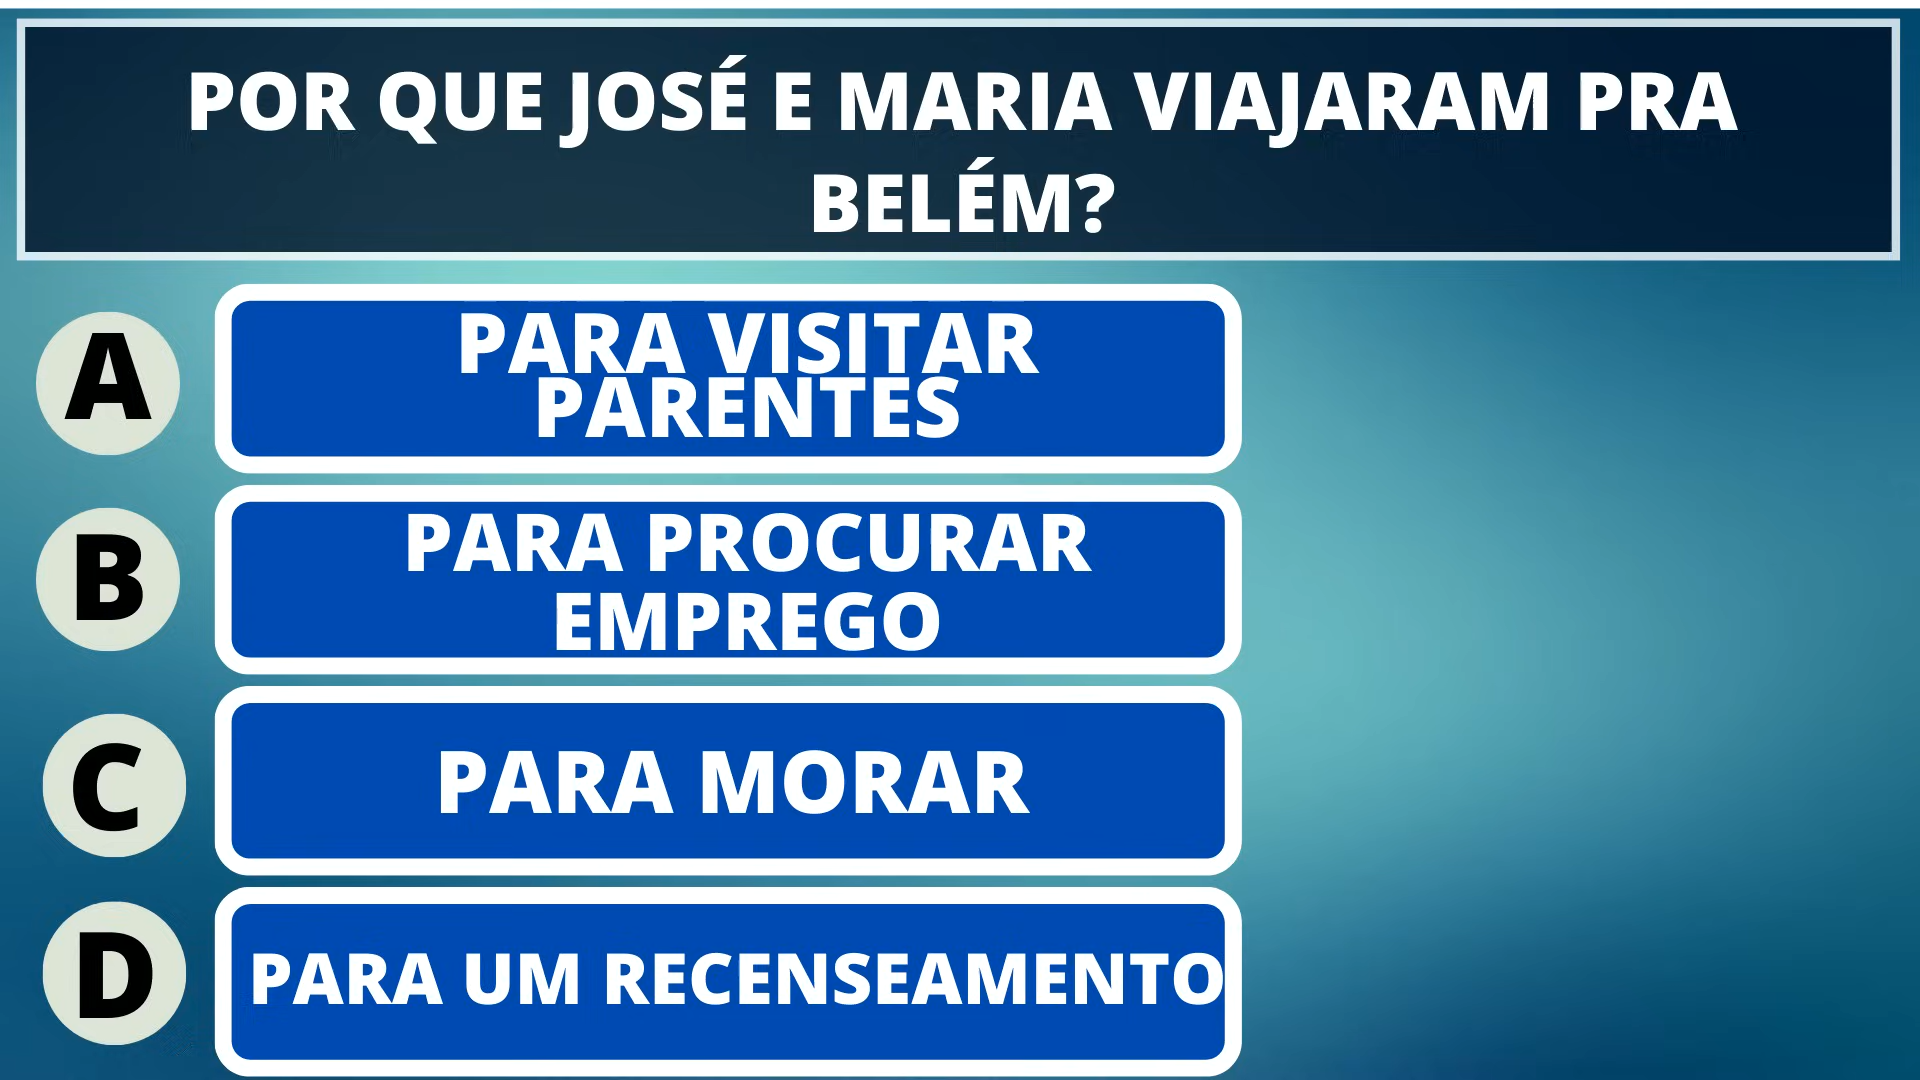 POR QUE JOSÉ E MARIA VIAJARAM PRA
BELÉM?
A
PARA VISITAR
PARENTES
B
PARA PROCURAR
EMPREGO
C
PARA MORAR
D
PARA UM RECENSEAMENTO